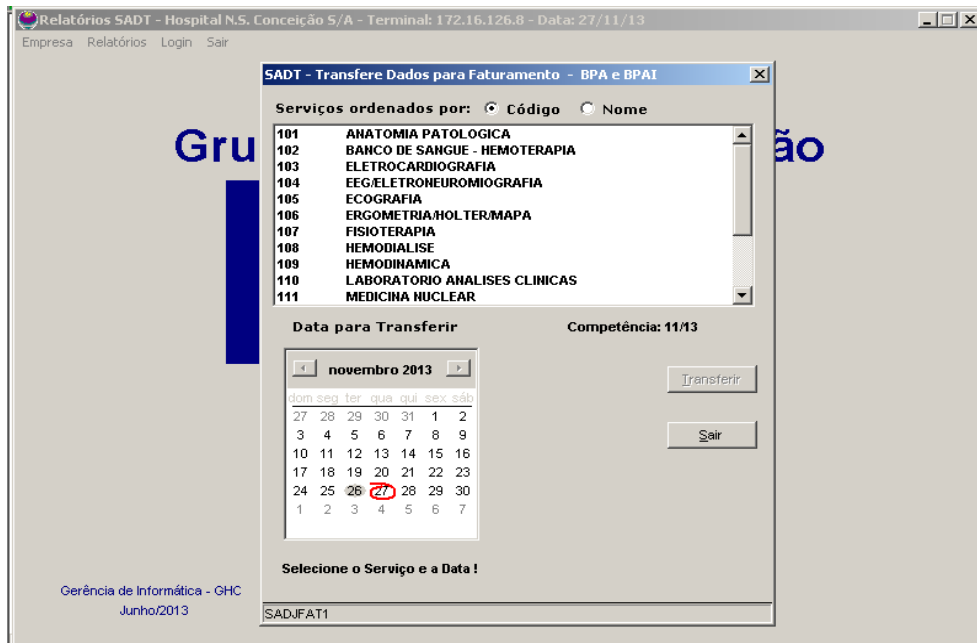 Relatórios SADT - Hospital N.S. Conceição S/A - Terminal: 172.16.126.8 - Data: 27/11/13
Empresa Relatórios Login Sair
SADT - Transfere Dados para Faturamento - BPA e BPAI
Serviços ordenados por: Código Nome
Gru
ão
101 ANATOMIA PATOLOGICA
102 BANCO DE SANGUE - HEMOTERAPIA
103 ELETROCARDIOGRAFIA
104 EEG/ELETRONEUROMIOGRAFIA
105 ECOGRAFIA
106 ERGOMETRIA/HOLTER/MAPA
107 FISIOTERAPIA
108 HEMODIALISE
109 HEMODINAMICA
110 LABORATORIO ANALISES CLINICAS
111 MEDICINA NUCLEAR
Data para Transferir
Competência: 11/13
novembro 2013
dom seg ter qua qui sex sáb
27 28 29 30 31 1 2
3 4 5 6 7 8 9
10 11 12 13 14 15 16
17 18 19 20 21 22 23
24 25 26 27 28 29 30
1 2 3 4 5 6 7
Transferir
Sair
Selecione o Serviço e a Data !
Gerência de Informática - GHC
Junho/2013
SADJFAT1